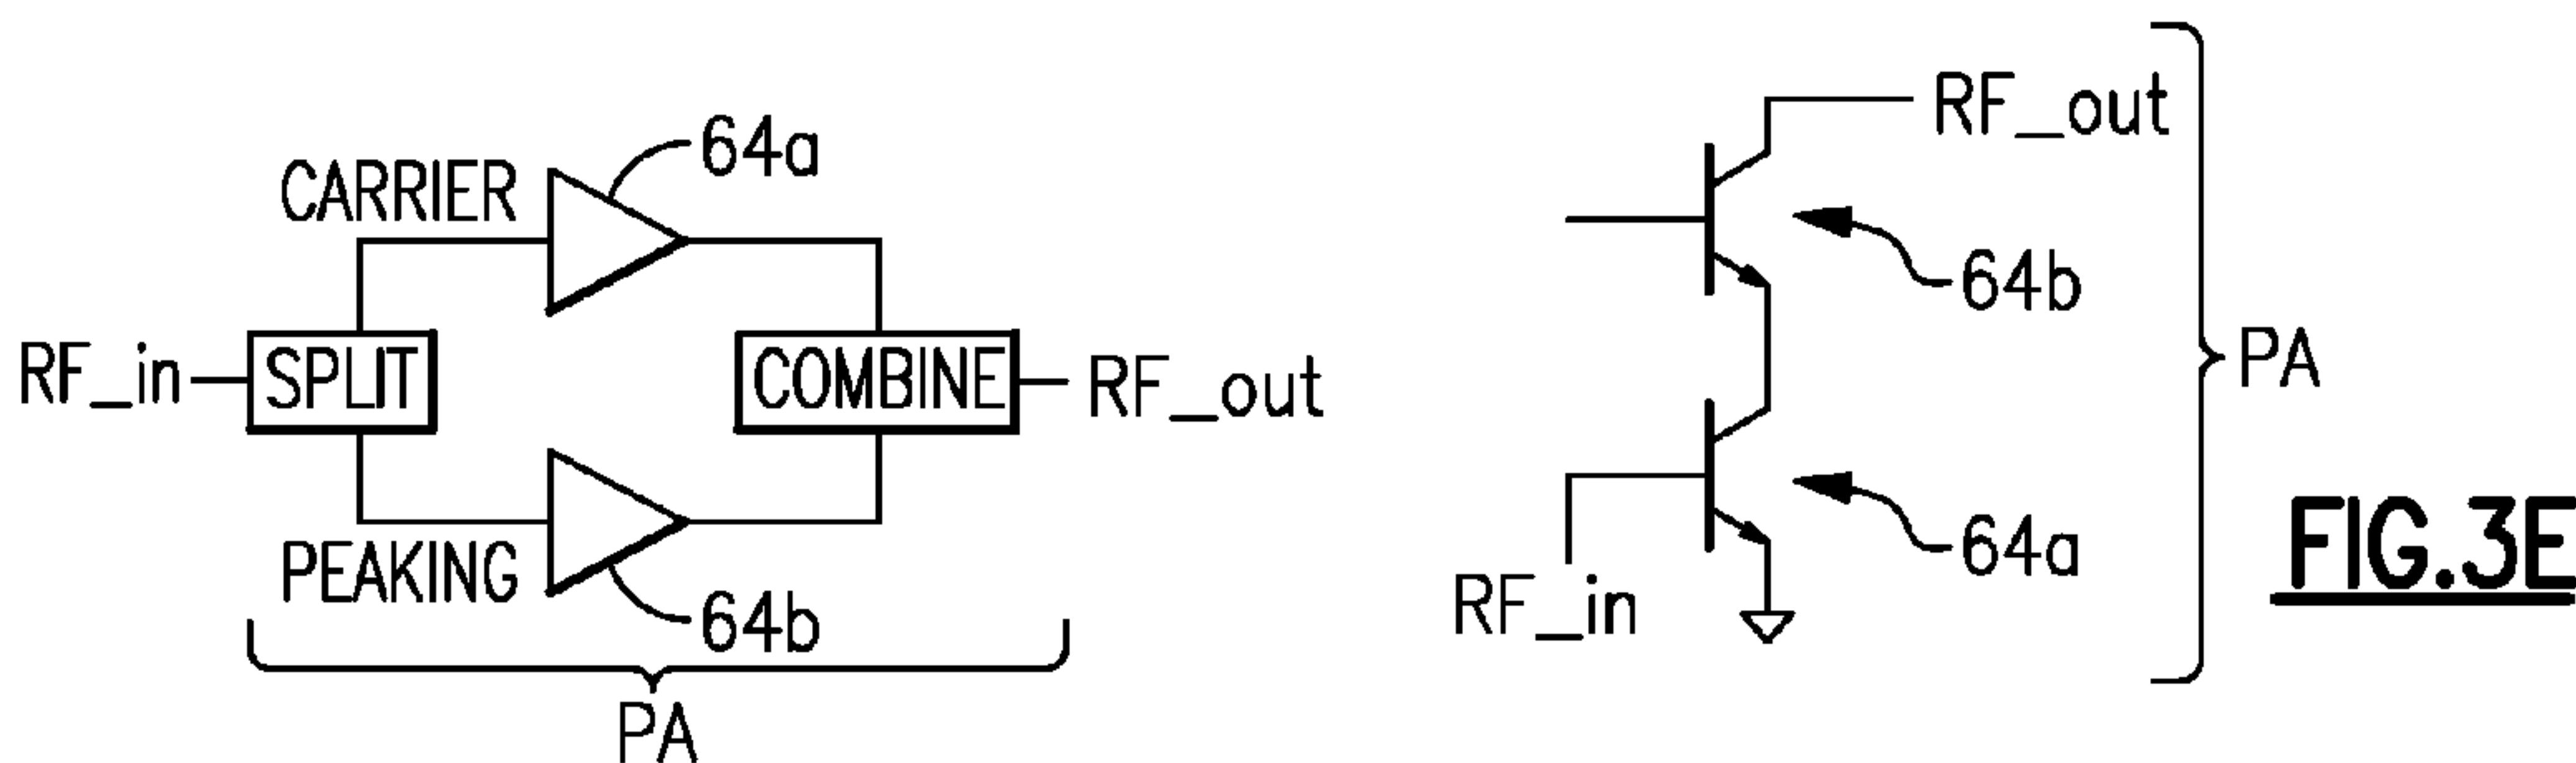 CARRIER
64a
RF_in
SPLIT
COMBINE
RF_out
PEAKING
64b
PA
RF_out
64b
RF_in
64a
PA
FIG.3E